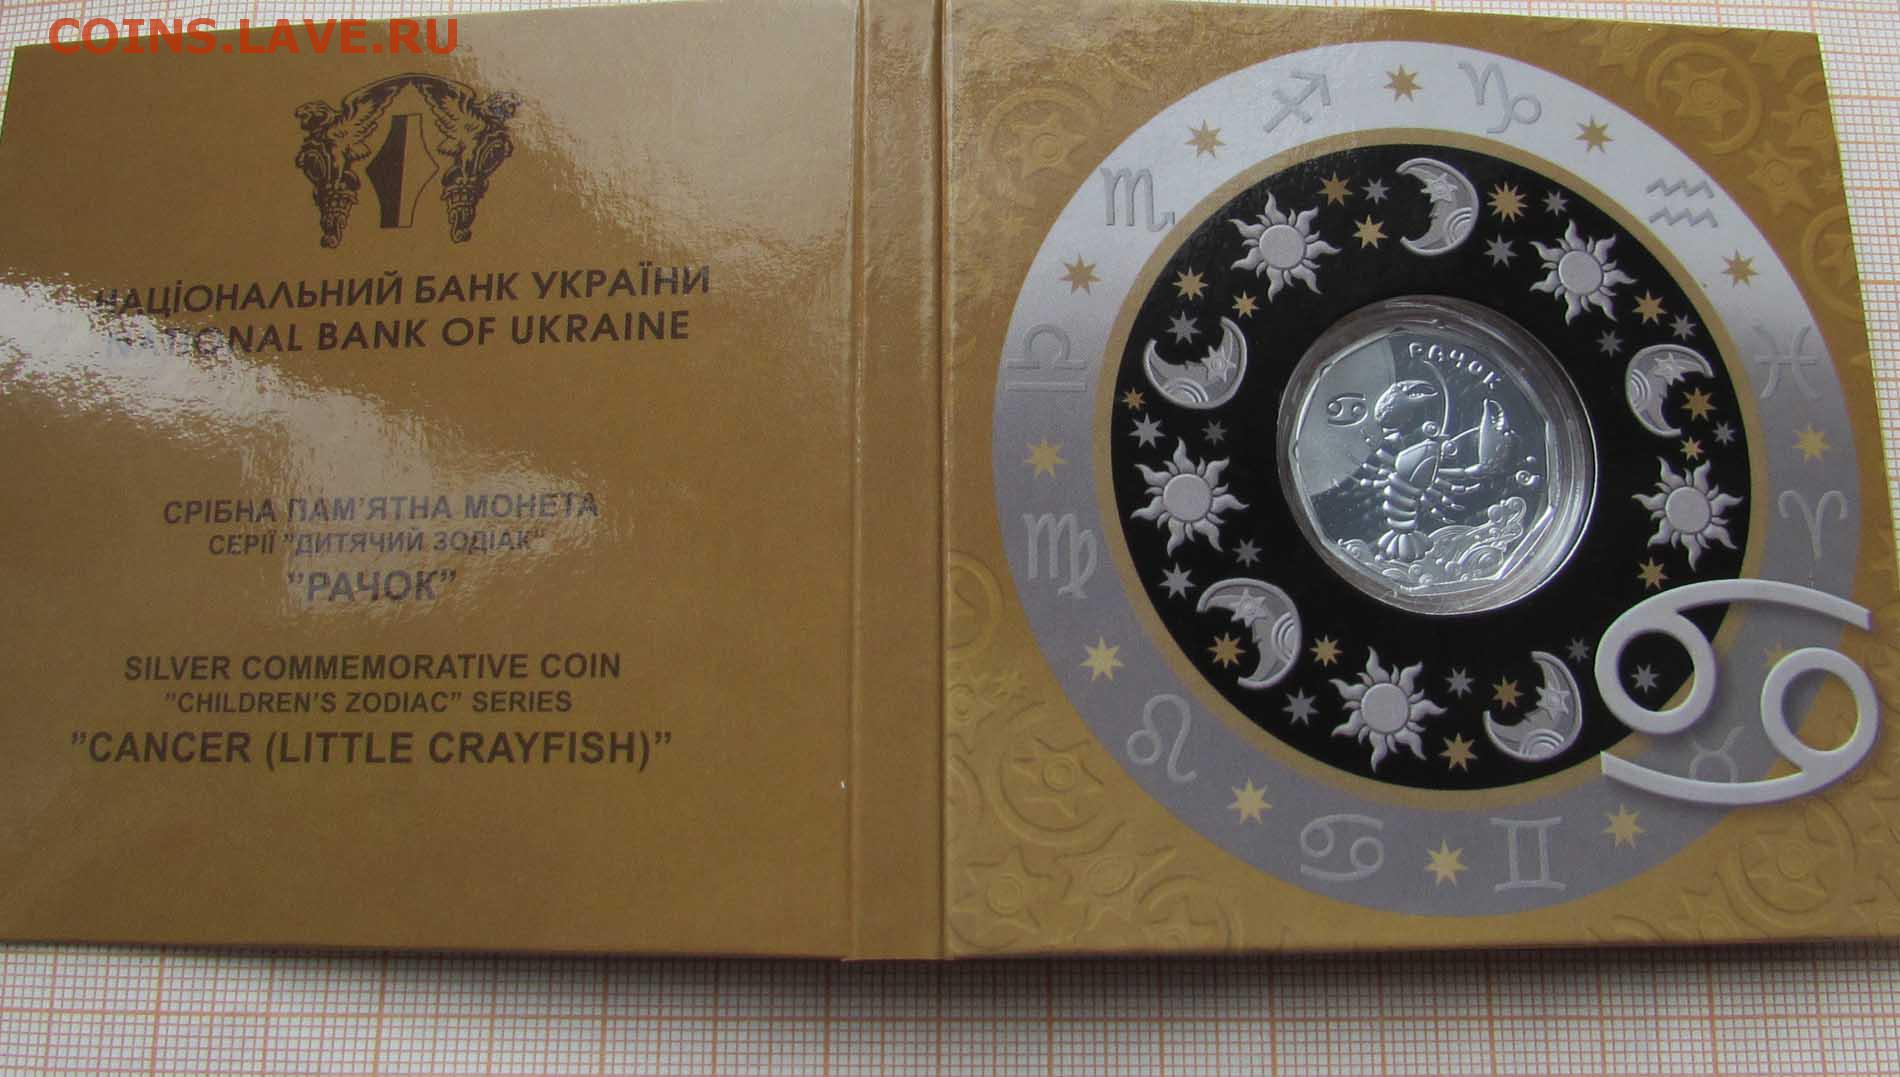 COINS.LAVE.RU
НАЦІОНАЛЬНИЙ БАНК УКРАЇНИ
NATIONAL BANK OF UKRAINE
СРІБНА ПАМ'ЯТНА МОНЕТА
СЕРІЇ "ДИТЯЧИЙ ЗОДІАК"
"РАЧОК"
SILVER COMMEMORATIVE COIN
"CHILDREN'S ZODIAC" SERIES
"CANCER (LITTLE CRAYFISH)"
РАЧОК